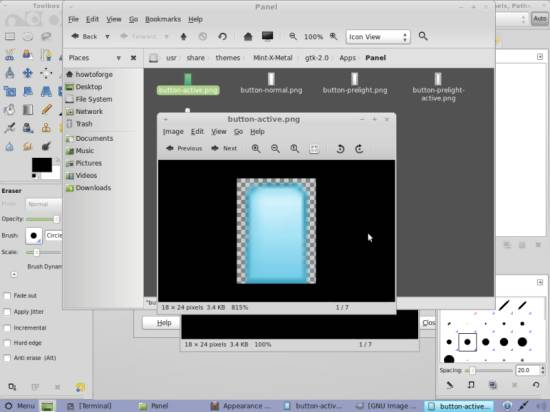 Toolbox
Panel
File Edit View Go Bookmarks Help
Back Forward 100% Icon View
Auto
Places usr share themes Mint-X-Metal gtk-2.0 Apps Panel
howtoforge
Desktop
File System
Network
Trash
Documents
Music
Pictures
Videos
Downloads
button-active.png button-normal.png button-prelight.png button-prelight-active.png
button-active.png
Image Edit View Go Help
Previous Next
18 × 24 pixels 3.4 KB 815% 1 / 7
Eraser
Mode: Normal
Opacity:
Brush: Circle
Scale:
Brush Dynam
Fade out
Apply jitter
Incremental
Hard edge
Anti erase (Alt)
Help Clos
18 × 24 pixels 3.4 KB 100% 1 / 7
Spacing: 20.0
Menu [Terminal] Panel Appearance ... button-activ... [GNU Image ... button-activ...